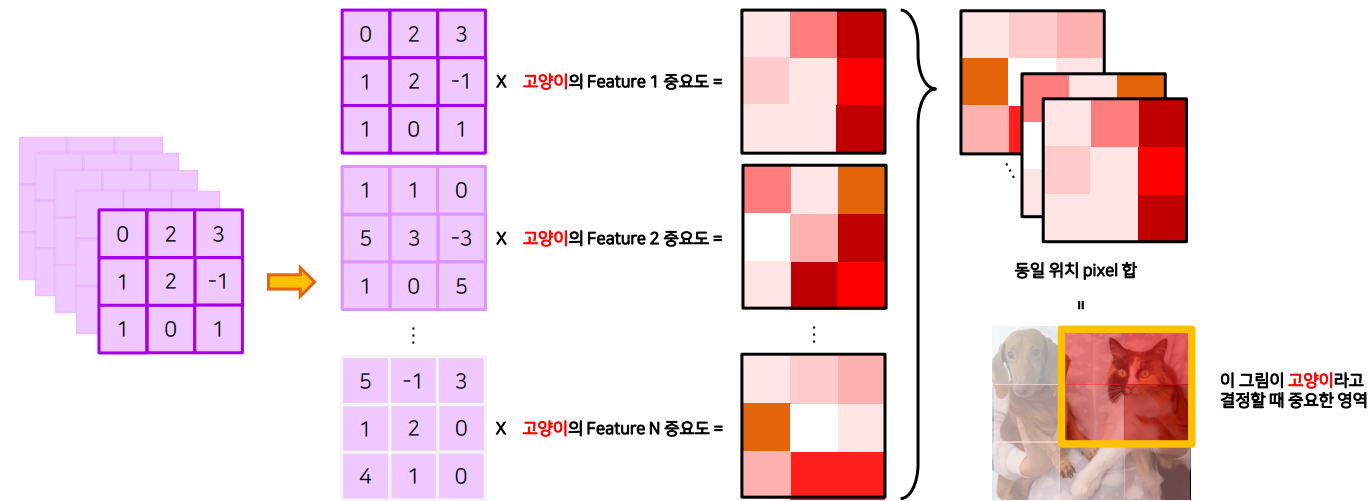 0 2 3
1 2 -1
1 0 1
0 2 3
1 2 -1
1 0 1
X 고양이의 Feature 1 중요도 =
1 1 0
5 3 -3
1 0 5
X 고양이의 Feature 2 중요도 =
⋮
⋮
5 -1 3
1 2 0
4 1 0
X 고양이의 Feature N 중요도 =
⋱
동일 위치 pixel 합
=
이 그림이 고양이라고
결정할 때 중요한 영역